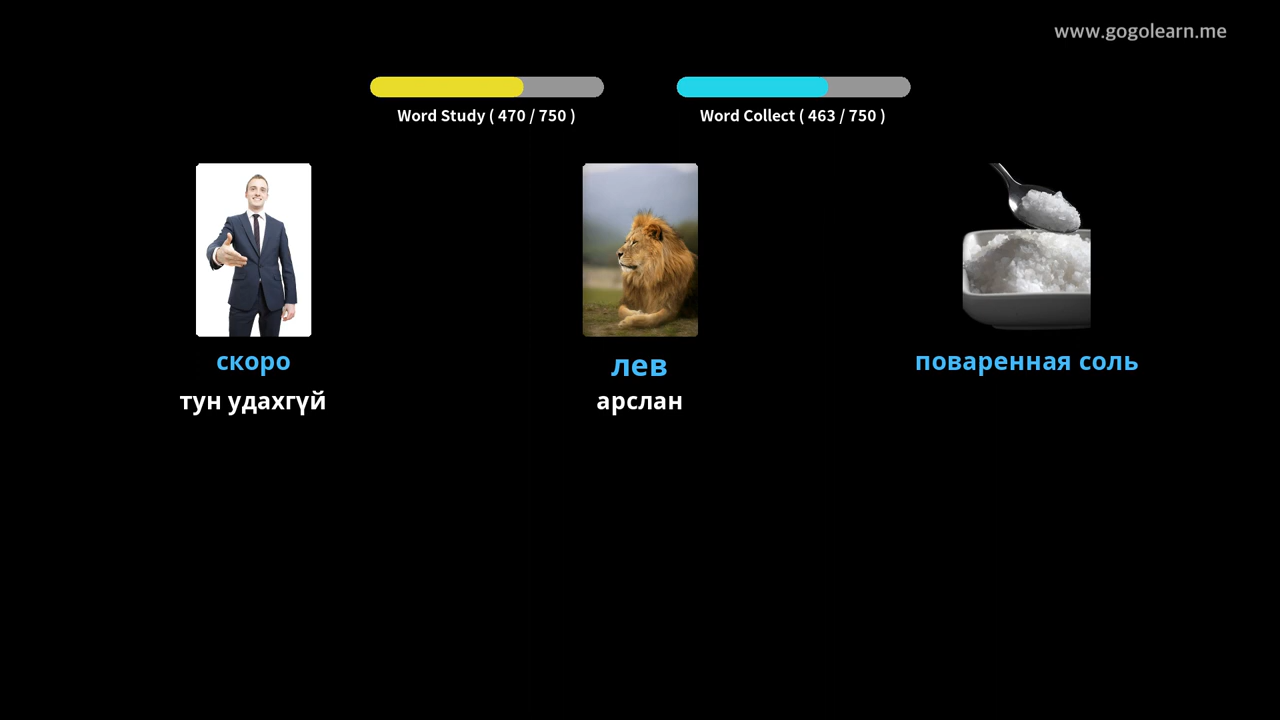 www.gogolearn.me
Word Study ( 470 / 750 )
Word Collect ( 463 / 750 )
скоро
тун удахгүй
лев
арслан
поваренная соль